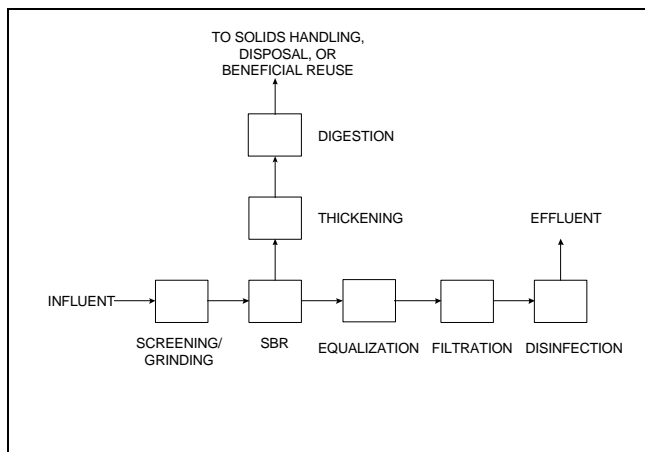 TO SOLIDS HANDLING,
DISPOSAL, OR
BENEFICIAL REUSE
DIGESTION
THICKENING
EFFLUENT
INFLUENT
SCREENING/
GRINDING
SBR
EQUALIZATION
FILTRATION
DISINFECTION